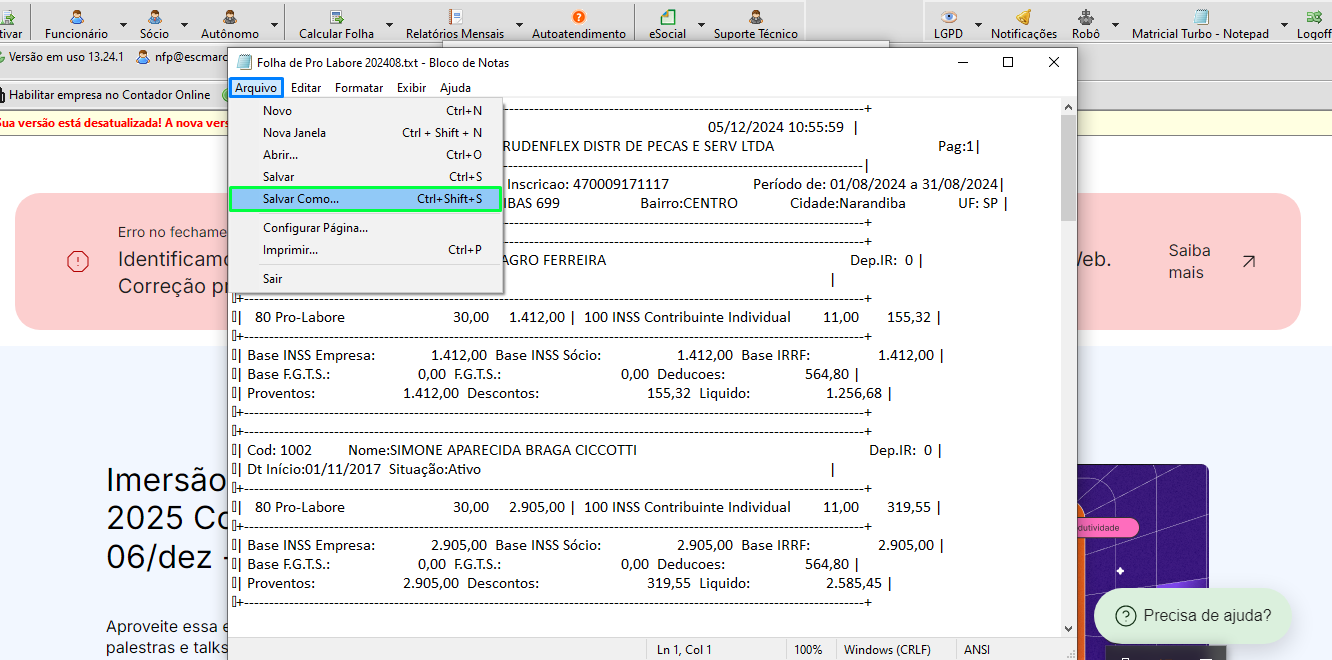 tivar Funcionário Sócio Autônomo Calcular Folha Relatórios Mensais Autoatendimento eSocial Suporte Técnico LGPD Notificações Robô Matricial Turbo - Notepad Logoff
Versão em uso 13.24.1 nfp@escmarc
Folha de Pro Labore 202408.txt - Bloco de Notas
Arquivo Editar Formatar Exibir Ajuda
Habilitar empresa no Contador Online
Sua versão está desatualizada! A nova vers
Novo Ctrl+N
Nova Janela Ctrl + Shift + N
Abrir... Ctrl+O
Salvar Ctrl+S
Salvar Como... Ctrl+Shift+S
Configurar Página...
Imprimir... Ctrl+P
Sair
05/12/2024 10:55:59 |
RUDENFLEX DISTR DE PECAS E SERV LTDA Pag:1|
Inscricao: 470009171117 Período de: 01/08/2024 a 31/08/2024|
IBAS 699 Bairro:CENTRO Cidade:Narandiba UF: SP |
AGRO FERREIRA Dep.IR: 0 |
|
| 80 Pro-Labore 30,00 1.412,00 | 100 INSS Contribuinte Individual 11,00 155,32 |
| Base INSS Empresa: 1.412,00 Base INSS Sócio: 1.412,00 Base IRRF: 1.412,00 |
| Base F.G.T.S.: 0,00 F.G.T.S.: 0,00 Deducoes: 564,80 |
| Proventos: 1.412,00 Descontos: 155,32 Liquido: 1.256,68 |
| Cod: 1002 Nome:SIMONE APARECIDA BRAGA CICCOTTI Dep.IR: 0 |
| Dt Início:01/11/2017 Situação:Ativo |
| 80 Pro-Labore 30,00 2.905,00 | 100 INSS Contribuinte Individual 11,00 319,55 |
| Base INSS Empresa: 2.905,00 Base INSS Sócio: 2.905,00 Base IRRF: 2.905,00 |
| Base F.G.T.S.: 0,00 F.G.T.S.: 0,00 Deducoes: 564,80 |
| Proventos: 2.905,00 Descontos: 319,55 Liquido: 2.585,45 |
Ln 1, Col 1 100% Windows (CRLF) ANSI
Erro no fechame
Identificamo
Correção pr
Web.
Saiba
mais
Imersão
2025 Co
06/dez -
Aproveite essa e
palestras e talks
dutividade
Precisa de ajuda?